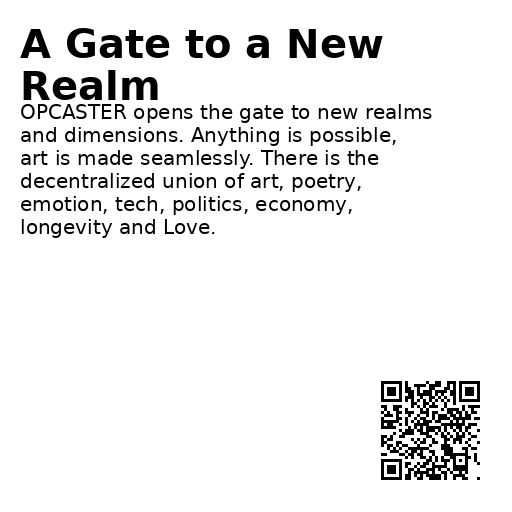 A Gate to a New
Realm
OPCASTER opens the gate to new realms
and dimensions. Anything is possible,
art is made seamlessly. There is the
decentralized union of art, poetry,
emotion, tech, politics, economy,
longevity and Love.